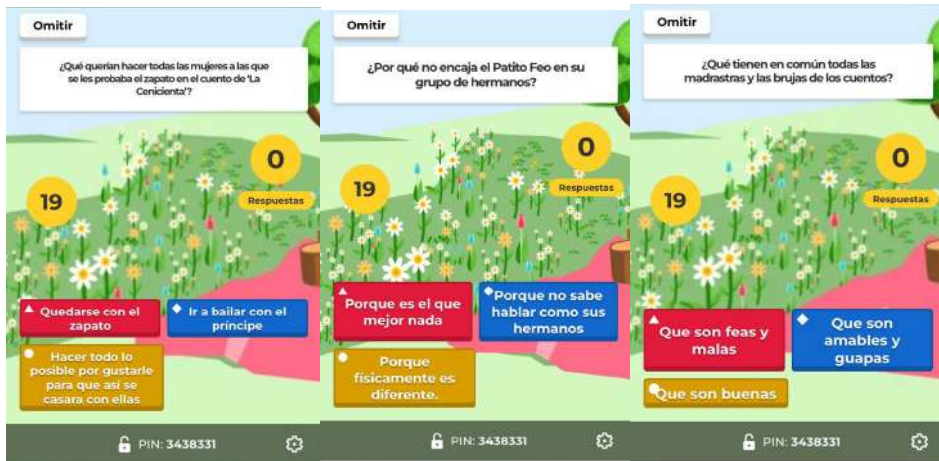 Omitir
¿Qué querían hacer todas las mujeres a las que
se les probaba el zapato en el cuento de 'La
Cenicienta'?
0
Respuestas
19
Quedarse con el
zapato
Ir a bailar con el
príncipe
Hacer todo lo
posible por gustarle
para que así se
casara con ellas
PIN: 3438331
Omitir
¿Por qué no encaja el Patito Feo en su
grupo de hermanos?
0
Respuestas
19
Porque es el que
mejor nada
Porque no sabe
hablar como sus
hermanos
Porque
físicamente es
diferente.
PIN: 3438331
Omitir
¿Qué tienen en común todas las
madrastras y las brujas de los cuentos?
0
Respuestas
19
Que son feas y
malas
Que son
amables y
guapas
Que son buenas
PIN: 3438331